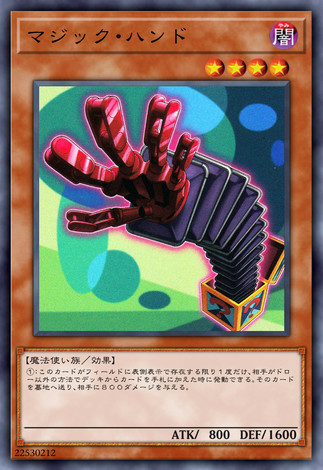 マジック・ハンド
闇
やみ
【魔法使い族／効果】
①：このカードがフィールドに表側表示で存在する限り１度だけ、相手がドロ
ー以外の方法でデッキからカードを手札に加えた時に発動できる。そのカード
を墓地へ送り、相手に８００ダメージを与える。
ATK/ 800 DEF/1600
22530212